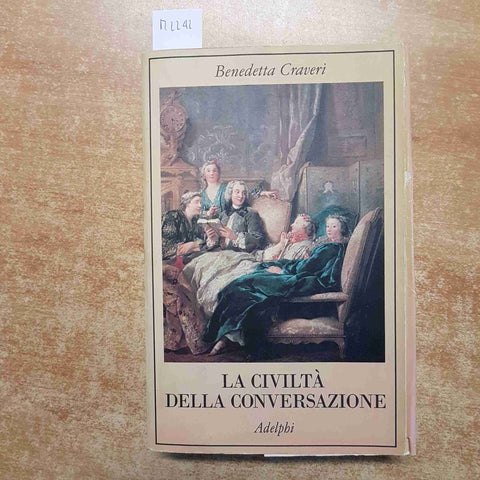 Benedetta Craveri
LA CIVILTÀ
DELLA CONVERSAZIONE
Adelphi